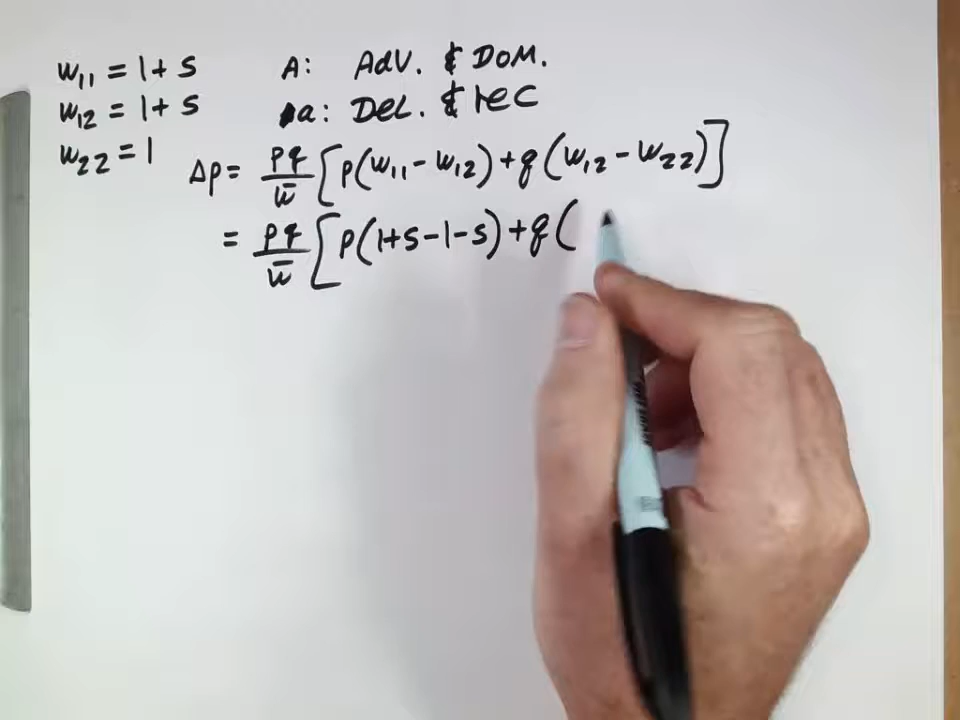 w₁₁ = 1 + s A: Adv. & Dom.
w₁₂ = 1 + s a: Del. & rec
w₂₂ = 1
Δp = pq/w̄ [p(w₁₁ - w₁₂) + q(w₁₂ - w₂₂)]
= pq/w̄ [p(1+s-1-s) + q(